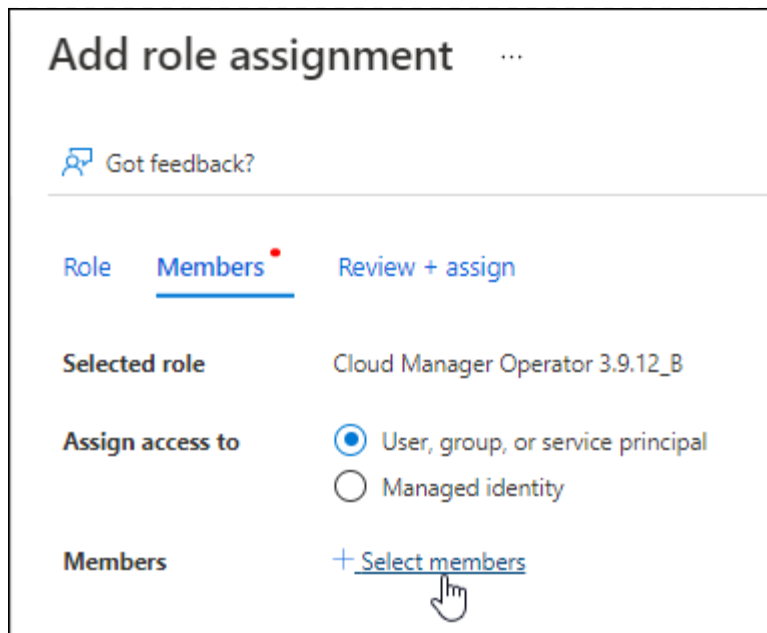 Add role assignment ...
Got feedback?
Role Members Review + assign
Selected role Cloud Manager Operator 3.9.12_B
Assign access to User, group, or service principal
Managed identity
Members + Select members